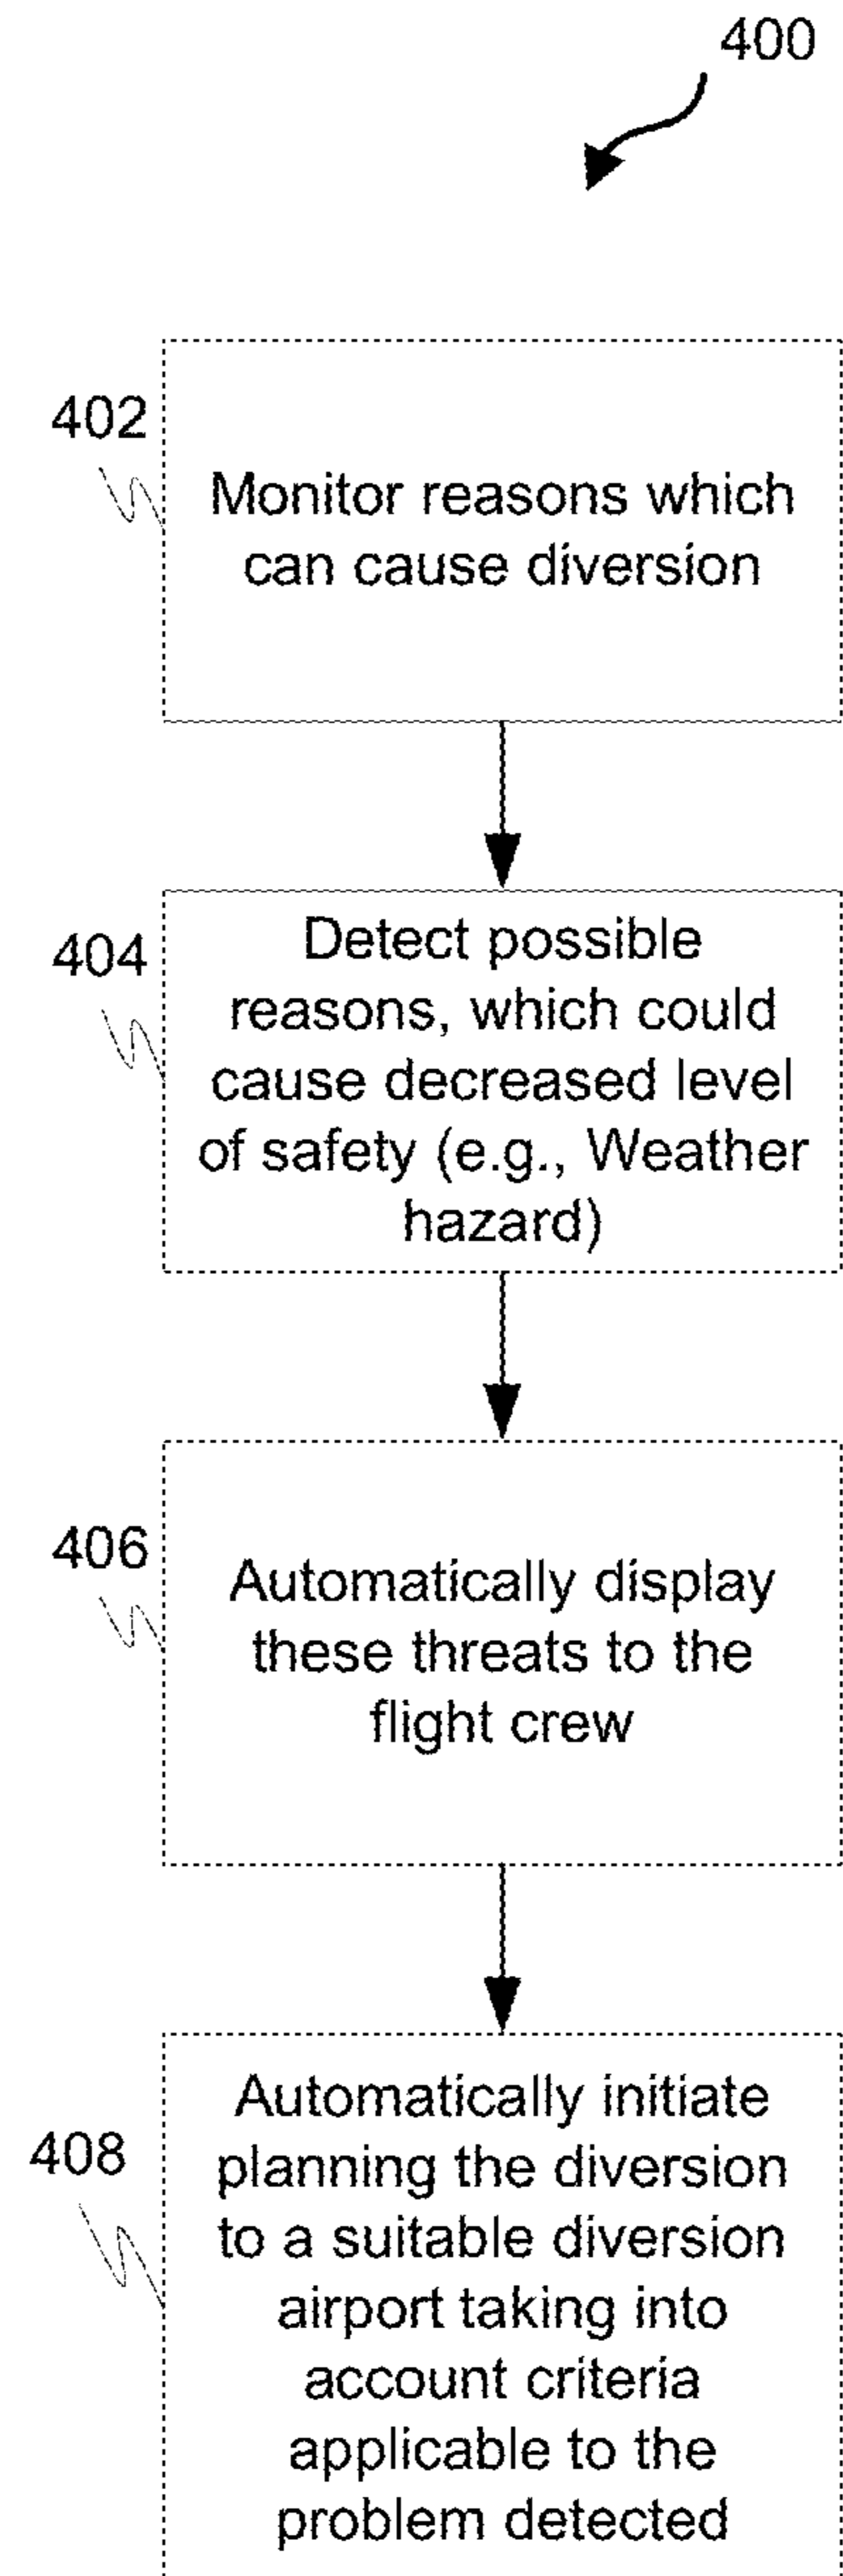 400
402
Monitor reasons which
can cause diversion
404
Detect possible
reasons, which could
cause decreased level
of safety (e.g., Weather
hazard)
406
Automatically display
these threats to the
flight crew
408
Automatically initiate
planning the diversion
to a suitable diversion
airport taking into
account criteria
applicable to the
problem detected